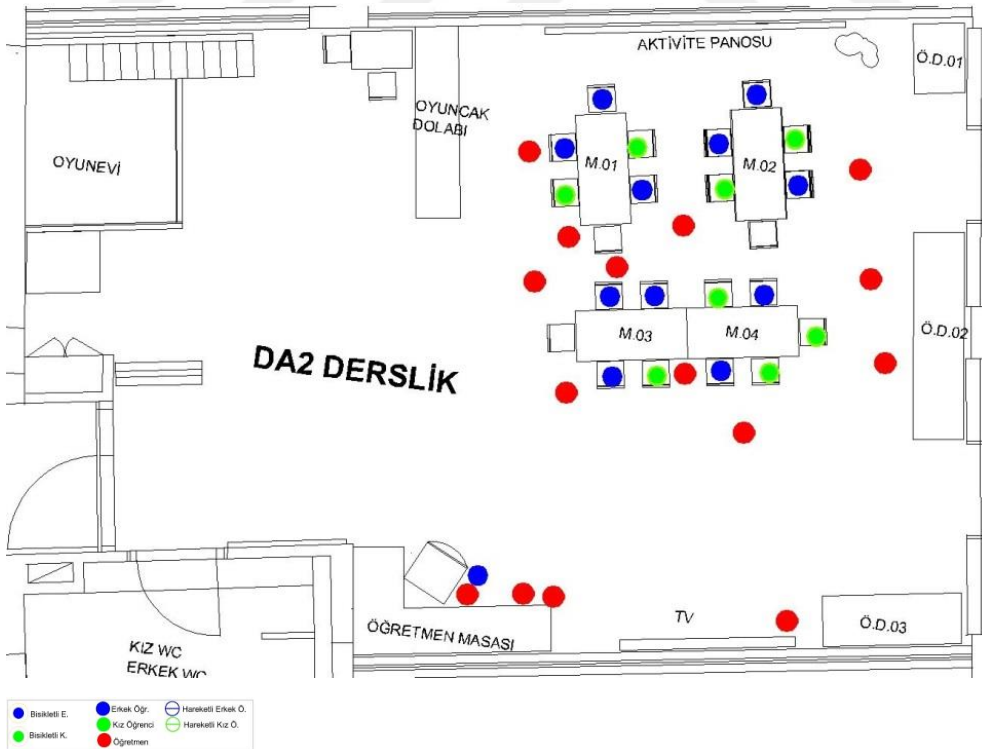 AKTİVİTE PANOSU
Ö.D.01
OYUNCAK
DOLABI
OYUNEVİ
M.01
M.02
M.03
M.04
Ö.D.02
DA2 DERSLİK
ÖĞRETMEN MASASI
TV
Ö.D.03
KIZ WC
ERKEK WC
Bisikletli E.
Erkek Öğr.
Hareketli Erkek Ö.
Bisikletli K.
Kız Öğrenci
Hareketli Kız Ö.
Öğretmen